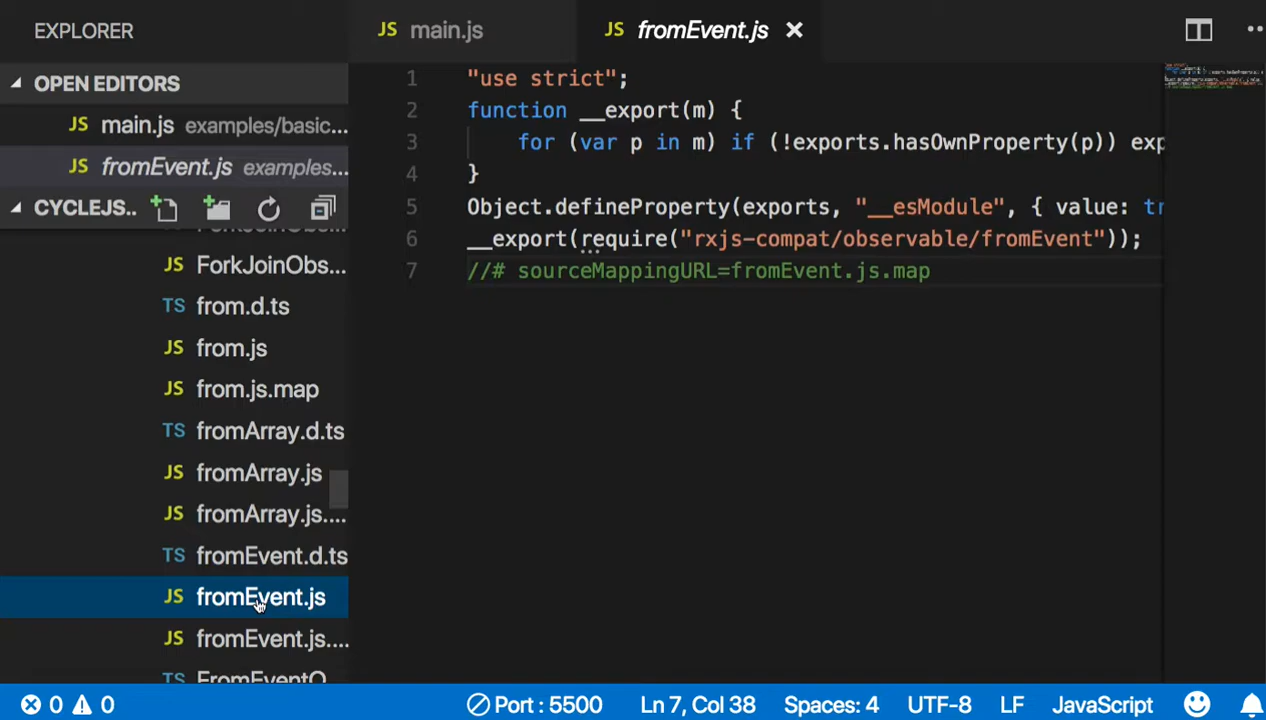 EXPLORER
JS main.js
JS fromEvent.js
OPEN EDITORS
JS main.js examples/basic...
JS fromEvent.js examples...
CYCLEJS..
ForkJoinObs...
JS ForkJoinObs...
TS from.d.ts
JS from.js
JS from.js.map
TS fromArray.d.ts
JS fromArray.js
JS fromArray.js....
TS fromEvent.d.ts
JS fromEvent.js
JS fromEvent.js....
TS FromEventO
1 "use strict";
2 function __export(m) {
3 for (var p in m) if (!exports.hasOwnProperty(p)) exp
4 }
5 Object.defineProperty(exports, "__esModule", { value: tr
6 __export(require("rxjs-compat/observable/fromEvent"));
7 //# sourceMappingURL=fromEvent.js.map
0 0 Port : 5500 Ln 7, Col 38 Spaces: 4 UTF-8 LF JavaScript